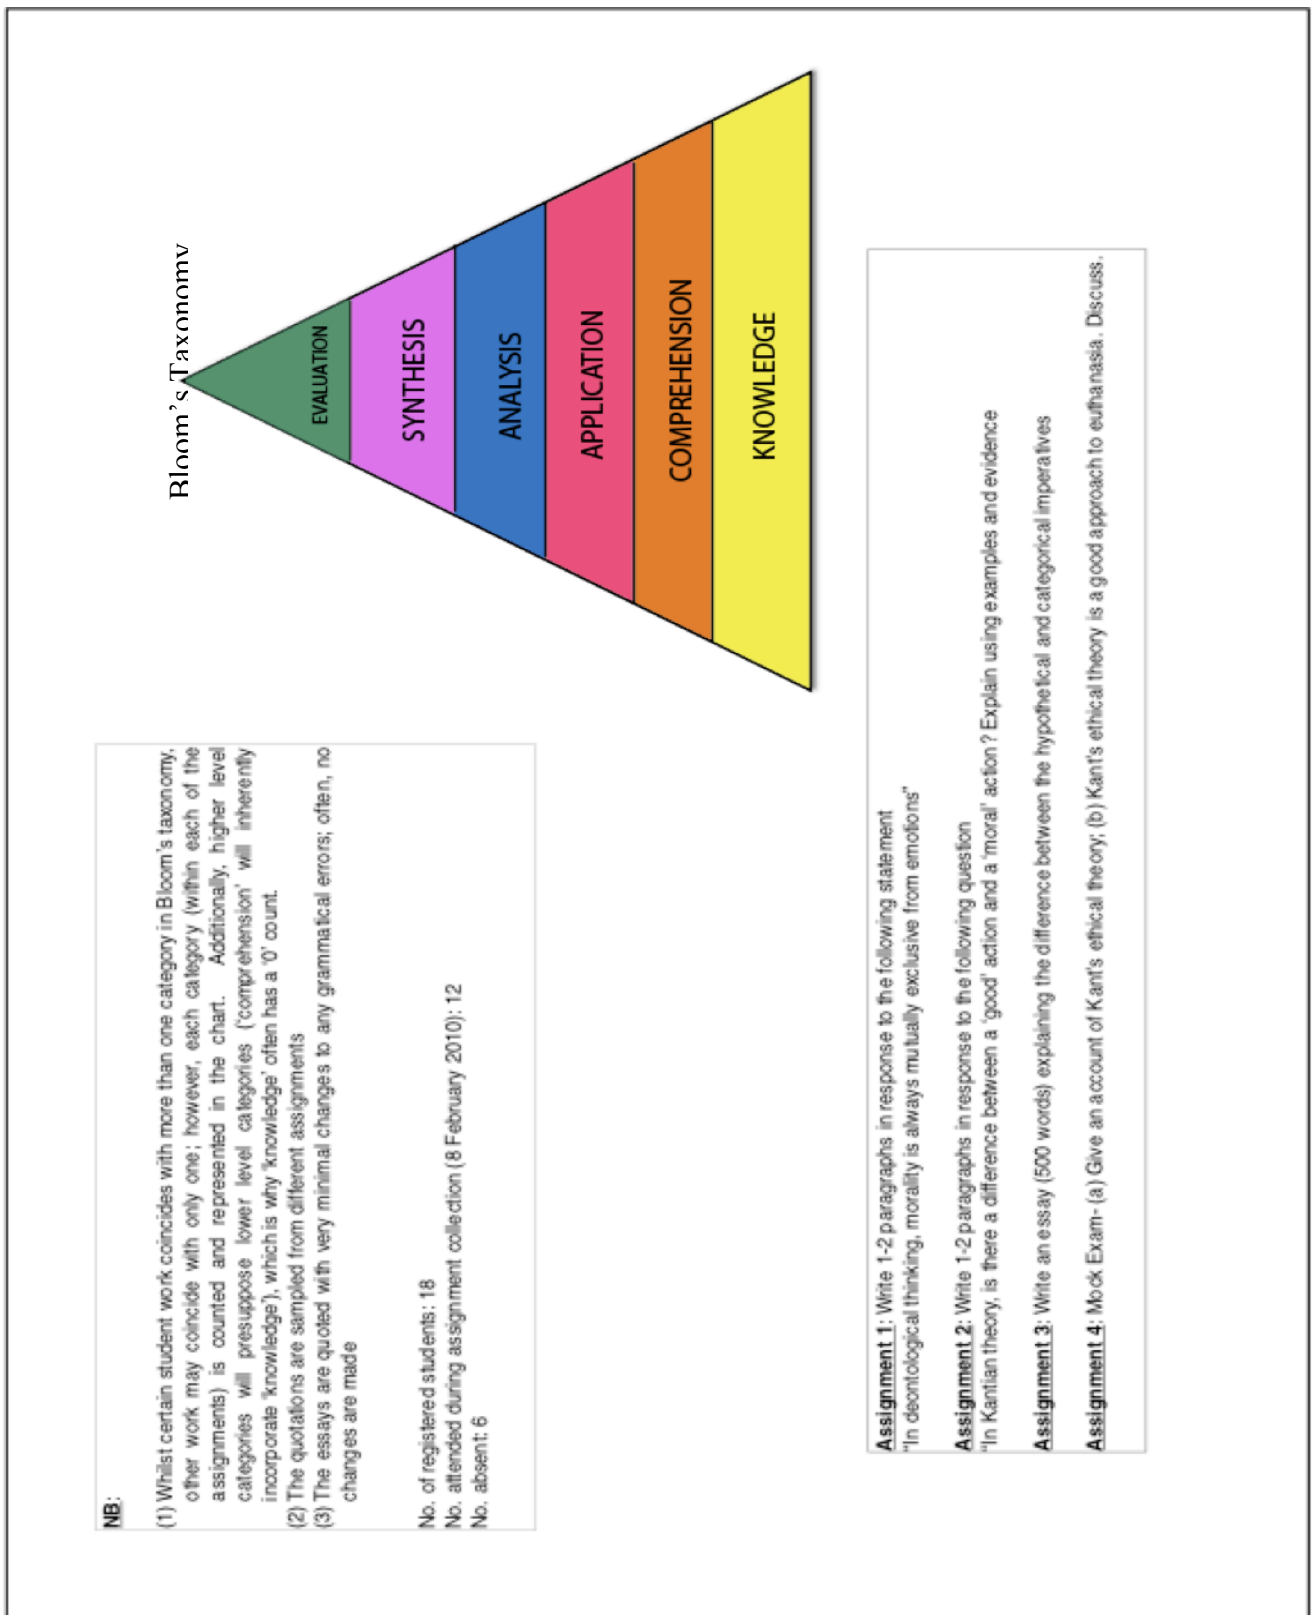 NB:
(1) Whilst certain student work coincides with more than one category in Bloom's taxonomy,
other work may coincide with only one; however, each category (within each of the
assignments) is counted and represented in the chart. Additionally, higher level
categories will presuppose lower level categories ('comprehension' will inherently
incorporate 'knowledge'), which is why 'knowledge' often has a '0' count.
(2) The quotations are sampled from different assignments
(3) The essays are quoted with very minimal changes to any grammatical errors; often, no
changes are made
No. of registered students: 18
No. attended during assignment collection (8 February 2010): 12
No. absent: 6
Bloom's Taxonomy
EVALUATION
SYNTHESIS
ANALYSIS
APPLICATION
COMPREHENSION
KNOWLEDGE
Assignment 1: Write 1-2 paragraphs in response to the following statement
"In deontological thinking, morality is always mutually exclusive from emotions"
Assignment 2: Write 1-2 paragraphs in response to the following question
"In Kantian theory, is there a difference between a 'good' action and a 'moral' action? Explain using examples and evidence
Assignment 3: Write an essay (500 words) explaining the difference between the hypothetical and categorical imperatives
Assignment 4: Mock Exam- (a) Give an account of Kant's ethical theory; (b) Kant's ethical theory is a good approach to euthanasia. Discuss.